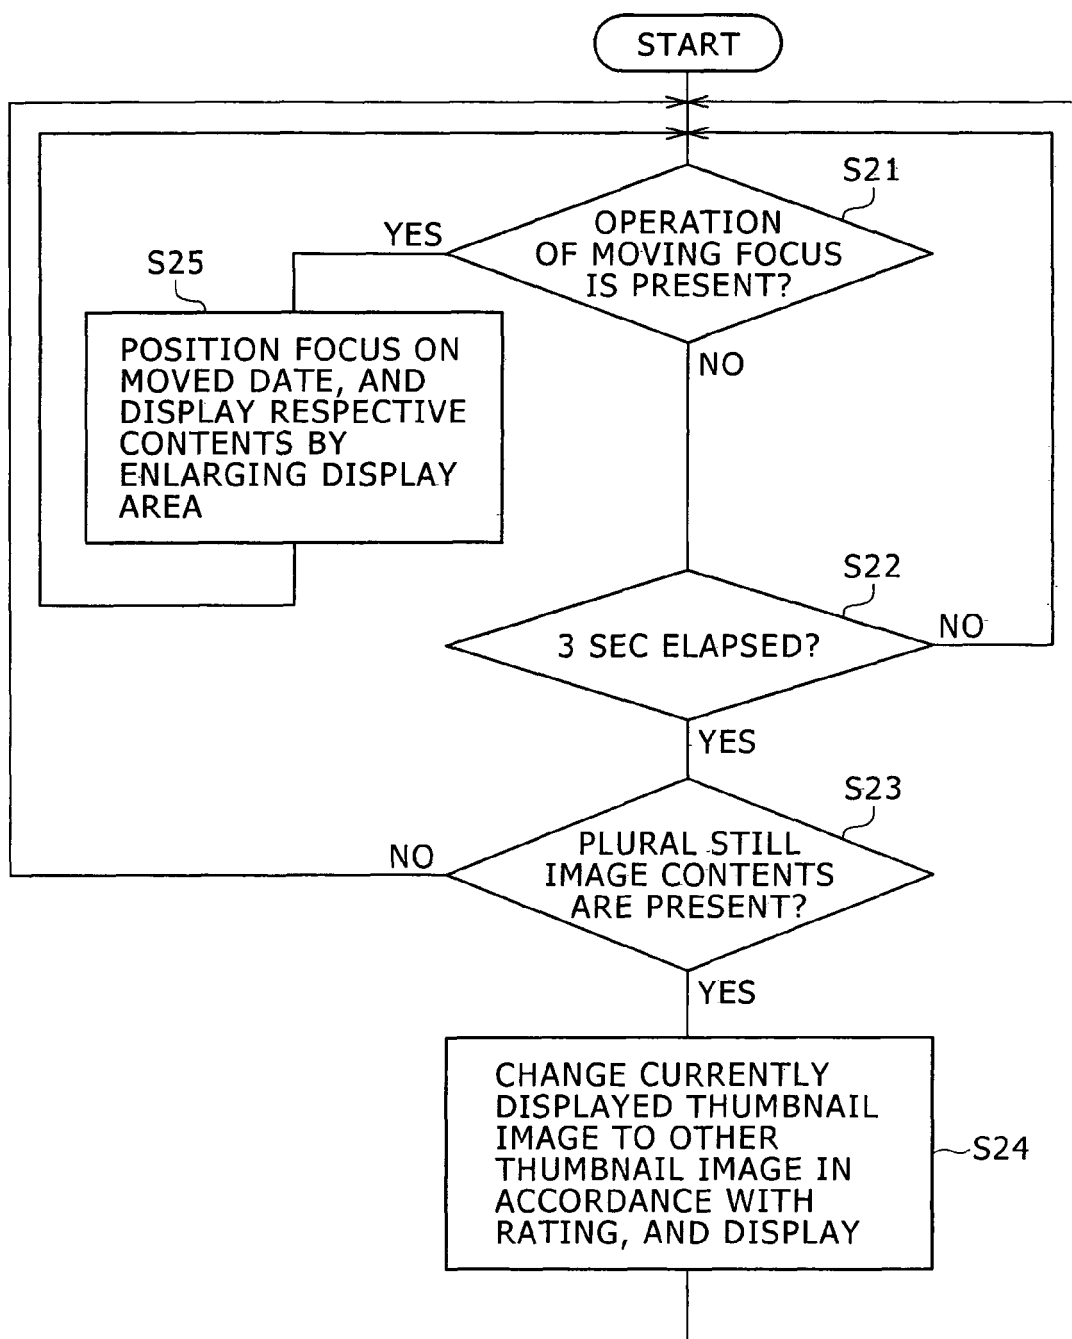 START
S21
OPERATION
OF MOVING FOCUS
IS PRESENT?
YES
NO
S25
POSITION FOCUS ON
MOVED DATE, AND
DISPLAY RESPECTIVE
CONTENTS BY
ENLARGING DISPLAY
AREA
S22
3 SEC ELAPSED?
NO
YES
S23
PLURAL STILL
IMAGE CONTENTS
ARE PRESENT?
NO
YES
CHANGE CURRENTLY
DISPLAYED THUMBNAIL
IMAGE TO OTHER
THUMBNAIL IMAGE IN
ACCORDANCE WITH
RATING, AND DISPLAY
S24